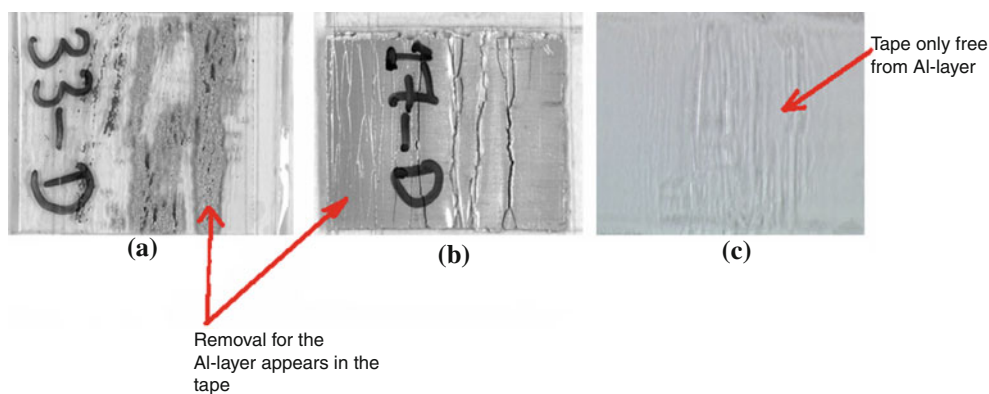 33-D
17-D
Tape only free
from Al-layer
(a)
(b)
(c)
Removal for the
Al-layer appears in the
tape